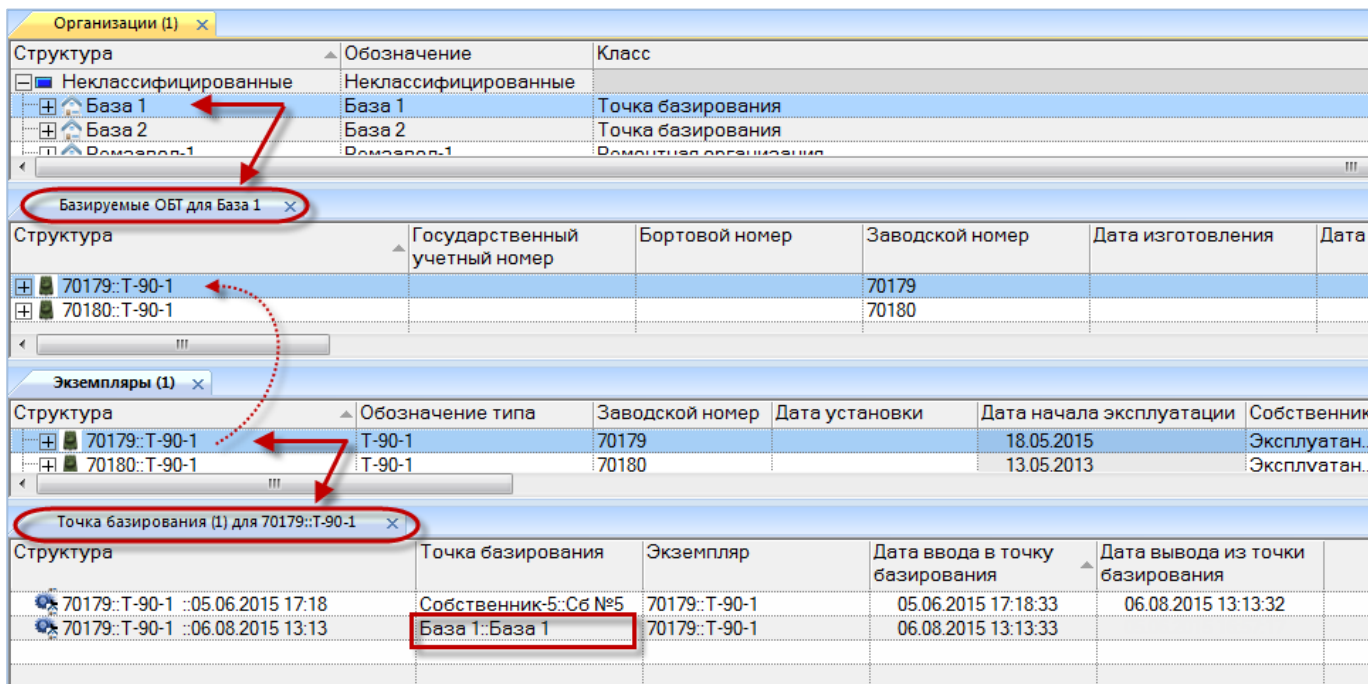 Организации (1)
Структура Обозначение Класс
Неклассифицированные Неклассифицированные
База 1 База 1 Точка базирования
База 2 База 2 Точка базирования
Ремзавод-1 Ремзавод-1 Ремонтная организация
Базируемые ОБТ для База 1
Структура Государственный учетный номер Бортовой номер Заводской номер Дата изготовления Дата
70179::Т-90-1 70179
70180::Т-90-1 70180
Экземпляры (1)
Структура Обозначение типа Заводской номер Дата установки Дата начала эксплуатации Собственник
70179::Т-90-1 Т-90-1 70179 18.05.2015 Эксплуатан..
70180::Т-90-1 Т-90-1 70180 13.05.2013 Эксплуатан..
Точка базирования (1) для 70179::Т-90-1
Структура Точка базирования Экземпляр Дата ввода в точку базирования Дата вывода из точки базирования
70179::Т-90-1 ::05.06.2015 17:18 Собственник-5::Сб №5 70179::Т-90-1 05.06.2015 17:18:33 06.08.2015 13:13:32
70179::Т-90-1 ::06.08.2015 13:13 База 1::База 1 70179::Т-90-1 06.08.2015 13:13:33